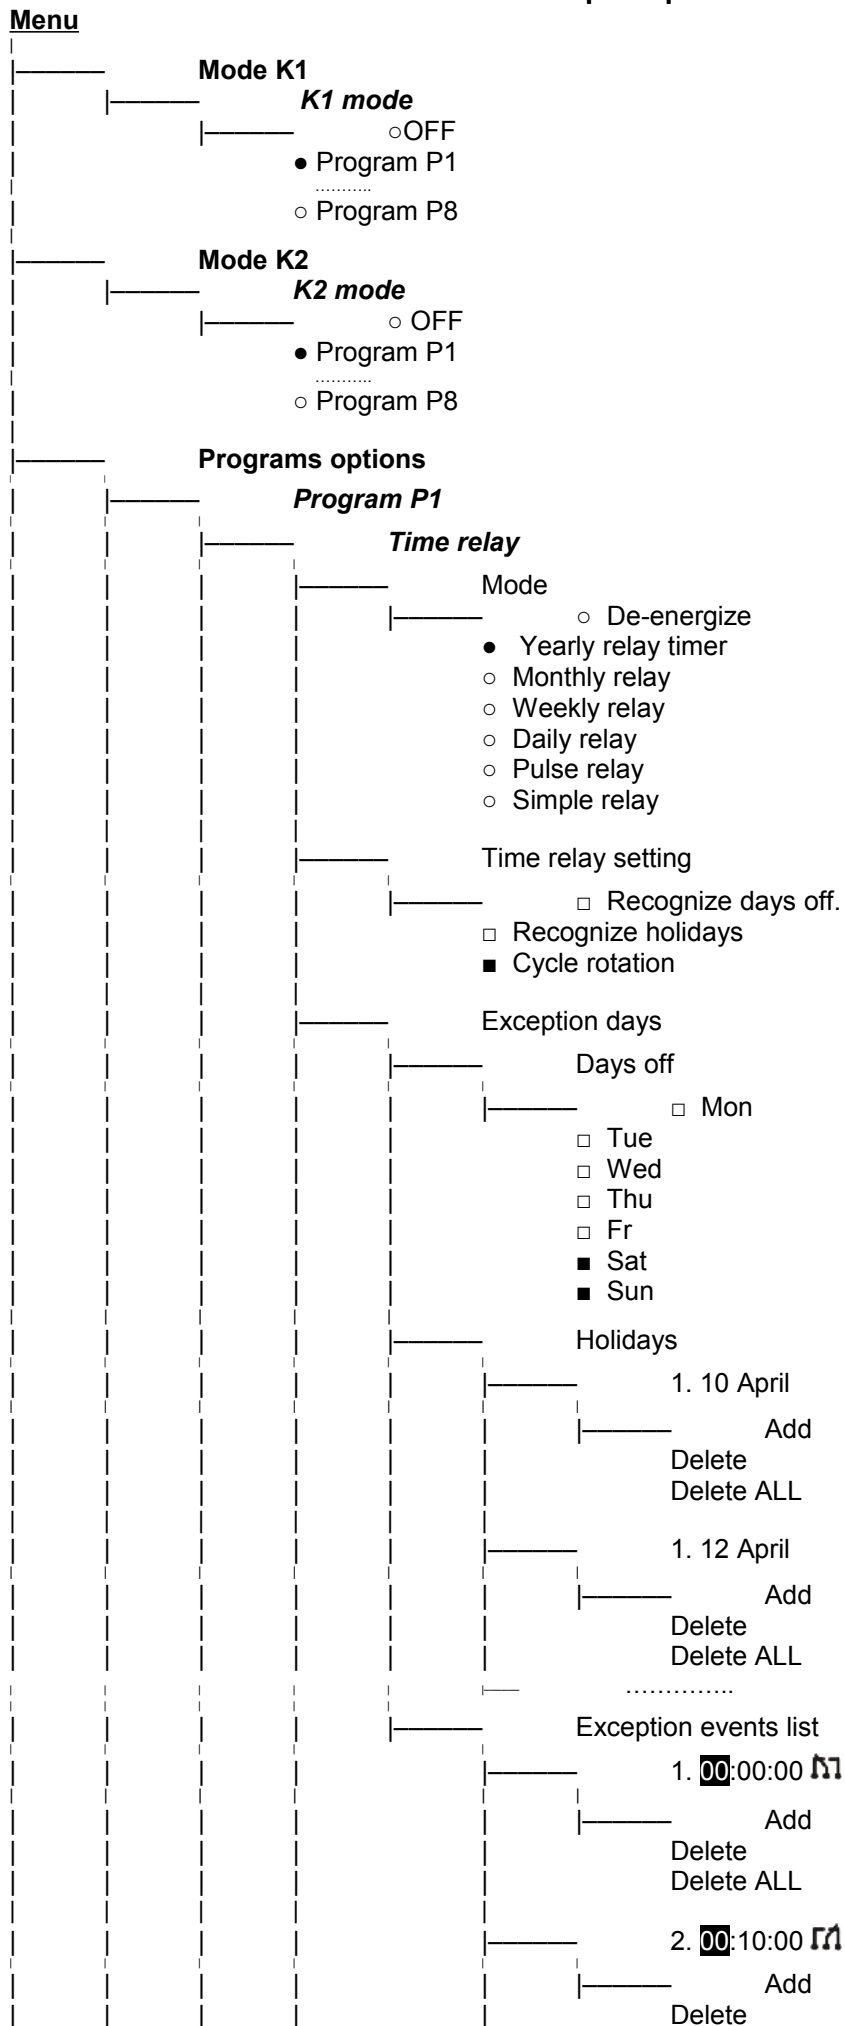 Menu
Mode K1
K1 mode
○OFF
● Program P1
...........
○ Program P8
Mode K2
K2 mode
○ OFF
● Program P1
...........
○ Program P8
Programs options
Program P1
Time relay
Mode
○ De-energize
● Yearly relay timer
○ Monthly relay
○ Weekly relay
○ Daily relay
○ Pulse relay
○ Simple relay
Time relay setting
□ Recognize days off.
□ Recognize holidays
■ Cycle rotation
Exception days
Days off
□ Mon
□ Tue
□ Wed
□ Thu
□ Fr
■ Sat
■ Sun
Holidays
1. 10 April
Add
Delete
Delete ALL
1. 12 April
Add
Delete
Delete ALL
…………..
Exception events list
1. 00:00:00
Add
Delete
Delete ALL
2. 00:10:00
Add
Delete